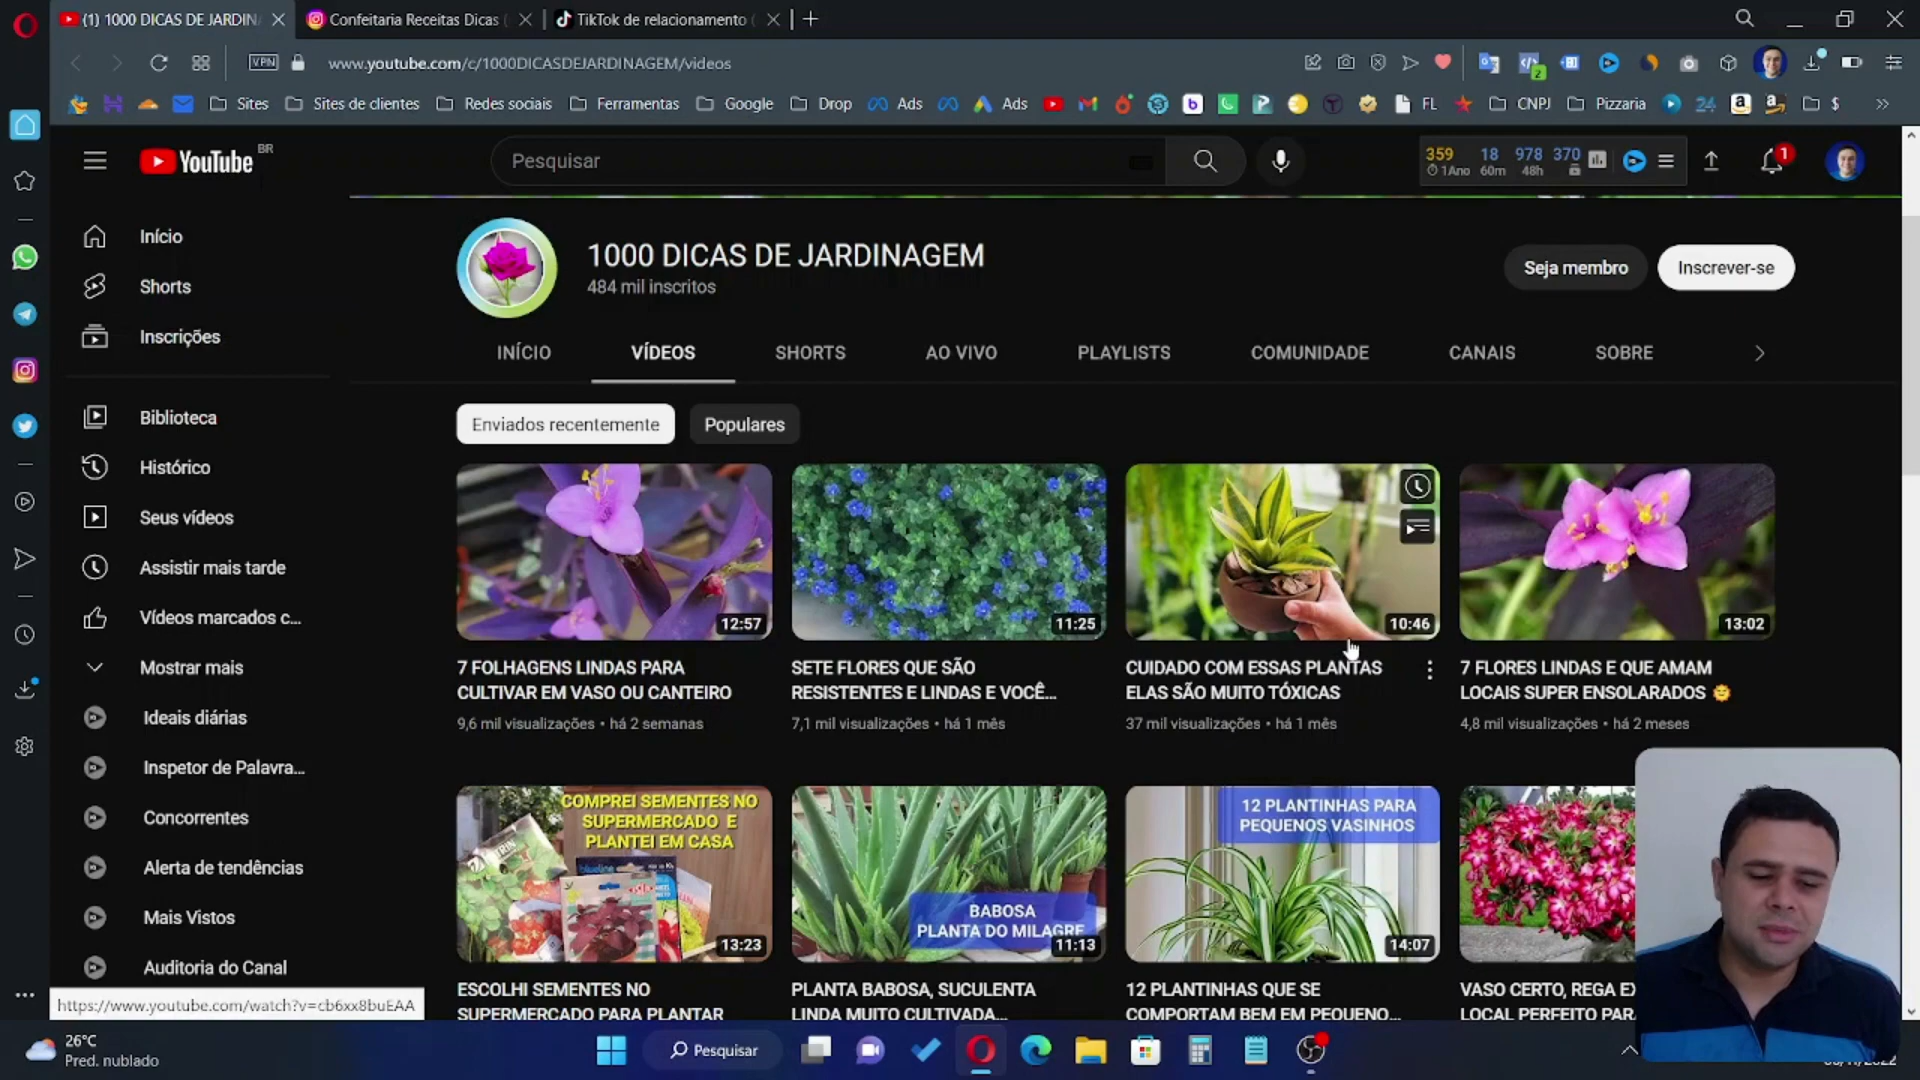 (1) 1000 DICAS DE JARDIN
Confeitaria Receitas Dicas (
TikTok de relacionamento (
VPN
www.youtube.com/c/1000DICASDEJARDINAGEM/videos
2
Sites
Sites de clientes
Redes sociais
Ferramentas
Google
Drop
Ads
Ads
FL
CNPJ
Pizzaria
24
$
YouTube BR
Pesquisar
359 18 978 370
1Ano 60m 48h
1
Início
Shorts
Inscrições
Biblioteca
Histórico
Seus vídeos
Assistir mais tarde
Vídeos marcados c...
Mostrar mais
Ideais diárias
Inspetor de Palavra...
Concorrentes
Alerta de tendências
Mais Vistos
Auditoria do Canal
1000 DICAS DE JARDINAGEM
484 mil inscritos
Seja membro
Inscrever-se
INÍCIO
VÍDEOS
SHORTS
AO VIVO
PLAYLISTS
COMUNIDADE
CANAIS
SOBRE
Enviados recentemente
Populares
12:57
11:25
10:46
13:02
7 FOLHAGENS LINDAS PARA
CULTIVAR EM VASO OU CANTEIRO
9,6 mil visualizações • há 2 semanas
SETE FLORES QUE SÃO
RESISTENTES E LINDAS E VOCÊ...
7,1 mil visualizações • há 1 mês
CUIDADO COM ESSAS PLANTAS
ELAS SÃO MUITO TÓXICAS
37 mil visualizações • há 1 mês
7 FLORES LINDAS E QUE AMAM
LOCAIS SUPER ENSOLARADOS 🌞
4,8 mil visualizações • há 2 meses
COMPREI SEMENTES NO
SUPERMERCADO E
PLANTEI EM CASA
13:23
BABOSA
PLANTA DO MILAGRE
11:13
12 PLANTINHAS PARA
PEQUENOS VASINHOS
14:07
ESCOLHI SEMENTES NO
SUPERMERCADO PARA PLANTAR
PLANTA BABOSA, SUCULENTA
LINDA MUITO CULTIVADA...
12 PLANTINHAS QUE SE
COMPORTAM BEM EM PEQUENO...
VASO CERTO, REGA
LOCAL PERFEITO
https://www.youtube.com/watch?v=cb6xx8buEAA
26°C
Pred. nublado
Pesquisar